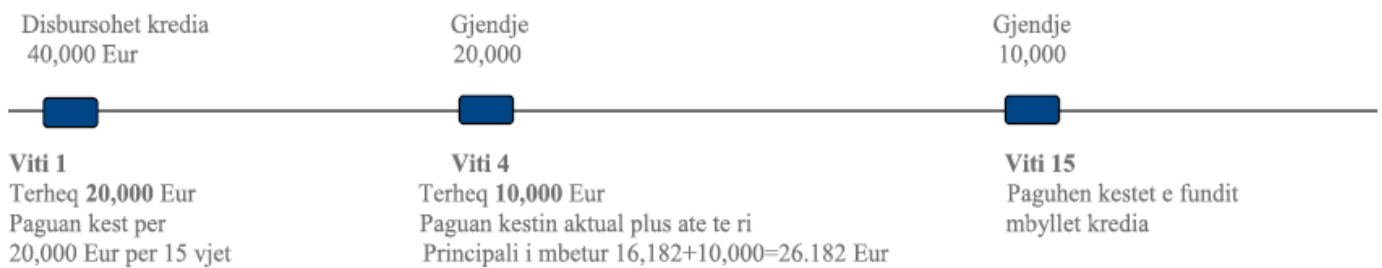 Disbursohet kredia
40,000 Eur
Gjendje
20,000
Gjendje
10,000
Viti 1
Terheq 20,000 Eur
Paguan kest per
20,000 Eur per 15 vjet
Viti 4
Terheq 10,000 Eur
Paguan kestin aktual plus ate te ri
Principali i mbetur 16,182+10,000=26.182 Eur
Viti 15
Paguhen kestet e fundit
mbyllet kredia